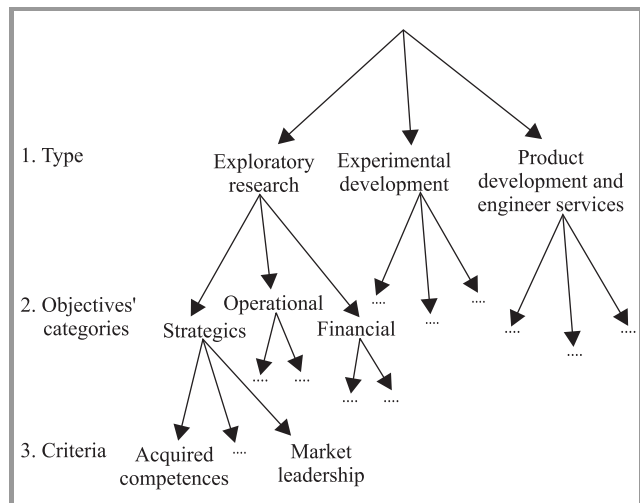 1. Type
Exploratory
research
Experimental
development
Product
development and
engineer services
2. Objectives'
categories
Strategics
Operational
Financial
....
....
....
....
....
....
....
....
....
....
3. Criteria
Acquired
competences
....
Market
leadership